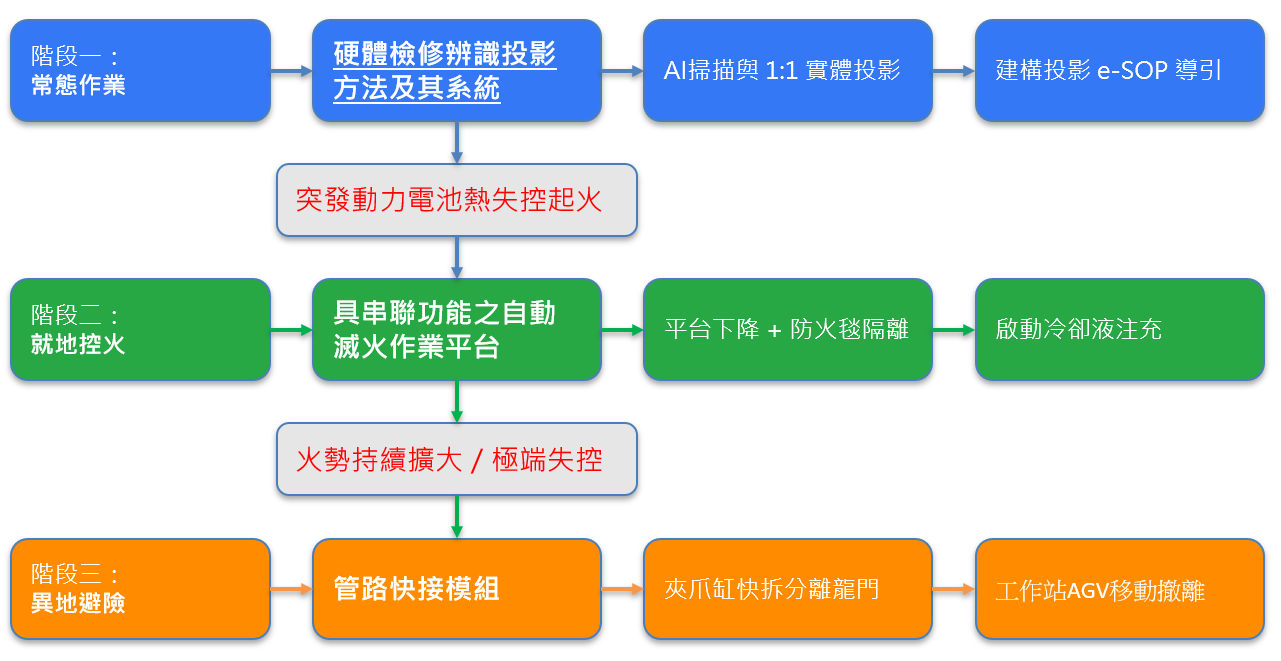 階段一：
常態作業
硬體檢修辨識投影
方法及其系統
AI掃描與 1:1 實體投影
建構投影 e-SOP 導引
突發動力電池熱失控起火
階段二：
就地控火
具串聯功能之自動
滅火作業平台
平台下降 + 防火毯隔離
啟動冷卻液注充
火勢持續擴大 / 極端失控
階段三：
異地避險
管路快接模組
夾爪缸快拆分離龍門
工作站AGV移動撤離